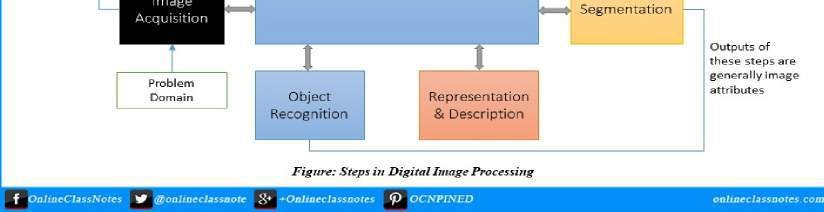 Image
Acquisition
Segmentation
Outputs of
these steps are
generally image
attributes
Problem
Domain
Object
Recognition
Representation
& Description
Figure: Steps in Digital Image Processing
OnlineClassNotes @onlineclassnote +Onlineclassnotes OCNPINED onlineclassnotes.com